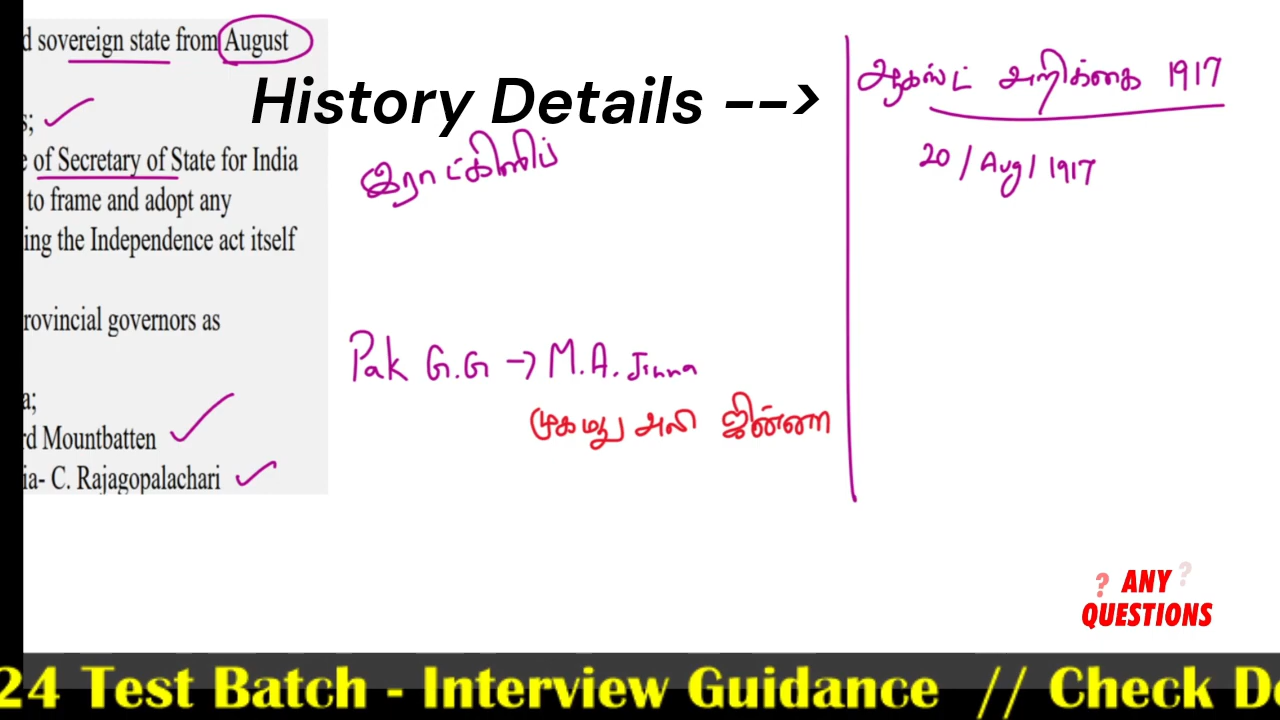 d sovereign state from August
s;
e of Secretary of State for India
to frame and adopt any
ing the Independence act itself
rovincial governors as
a;
rd Mountbatten
ia- C. Rajagopalachari
History Details -->
Pak G.G → M.A. Jinna
முகமது அலி ஜின்னா
ஆகஸ்ட் அறிக்கை 1917
20 / Aug / 1917
? ANY ?
QUESTIONS
24 Test Batch - Interview Guidance // Check De